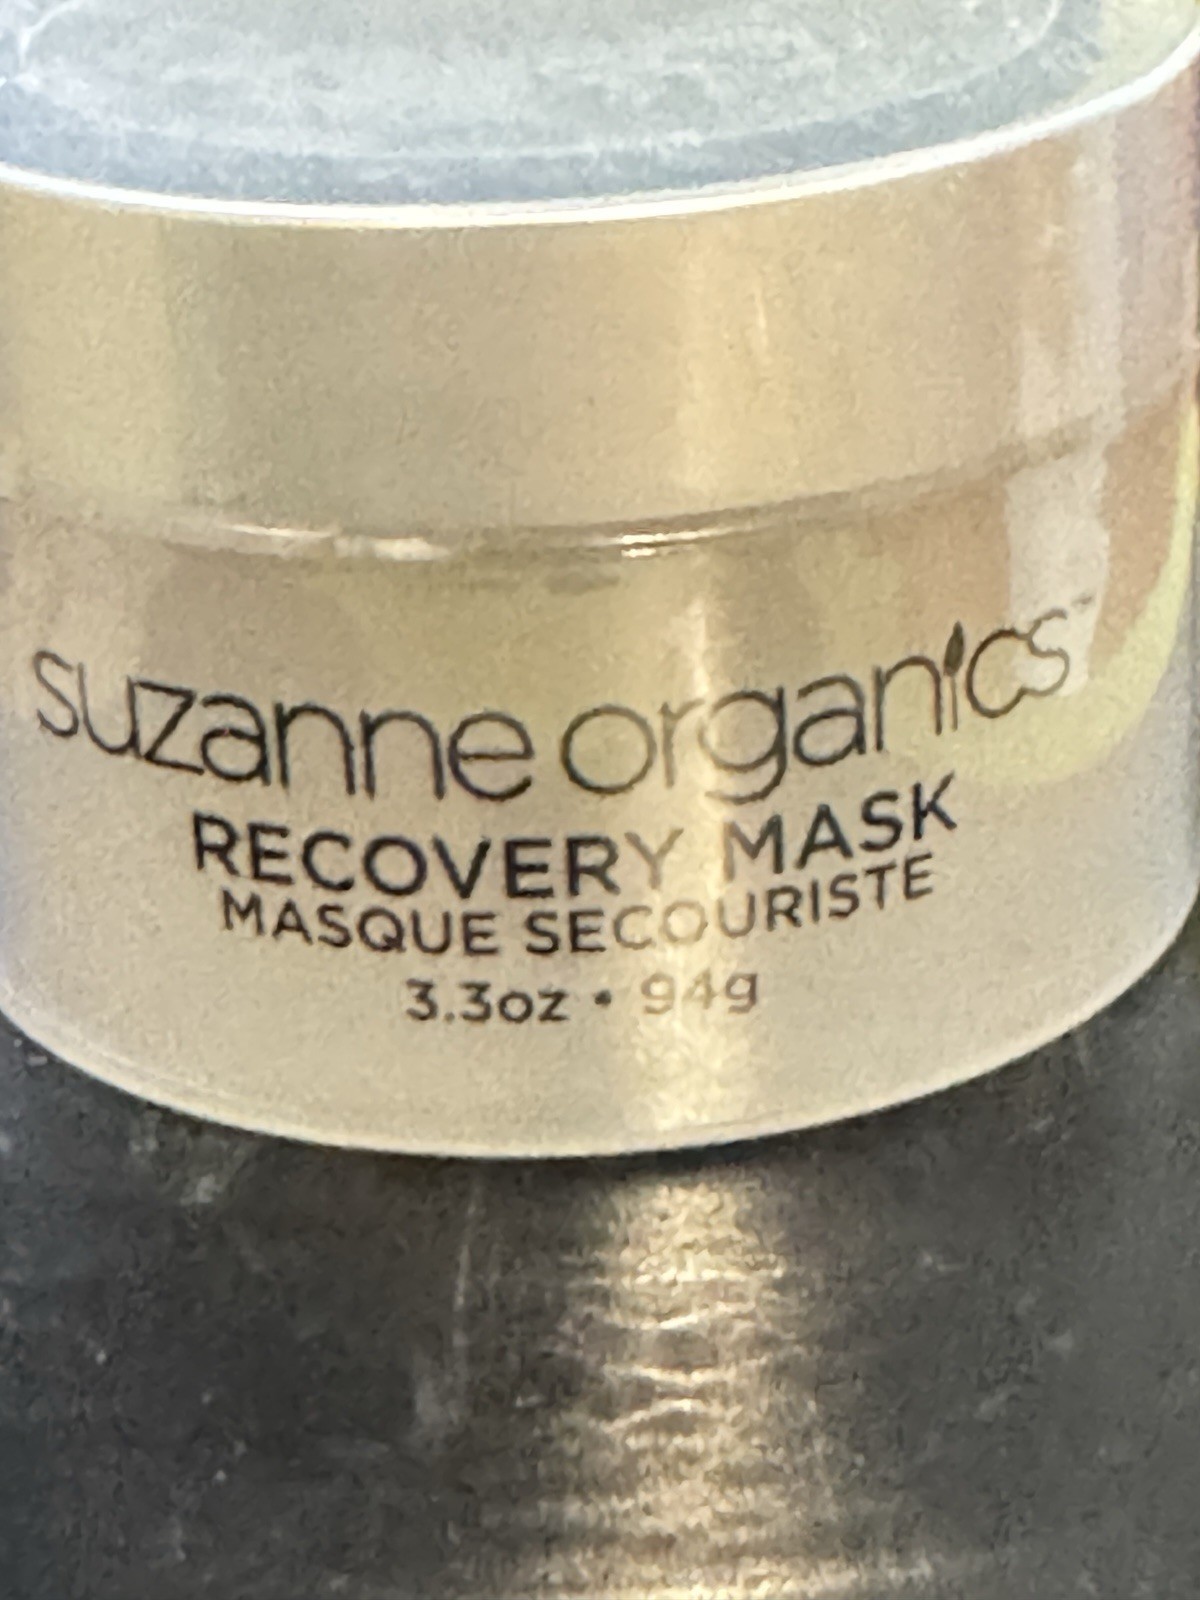 suzanne organics™
RECOVERY MASK
MASQUE SECOURISTE
3.3oz • 94g